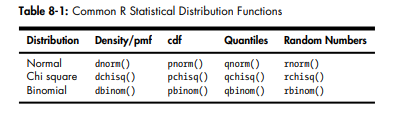 Table 8-1: Common R Statistical Distribution Functions
Distribution Density/pmf cdf Quantiles Random Numbers
Normal dnorm() pnorm() qnorm() rnorm()
Chi square dchisq() pchisq() qchisq() rchisq()
Binomial dbinom() pbinom() qbinom() rbinom()